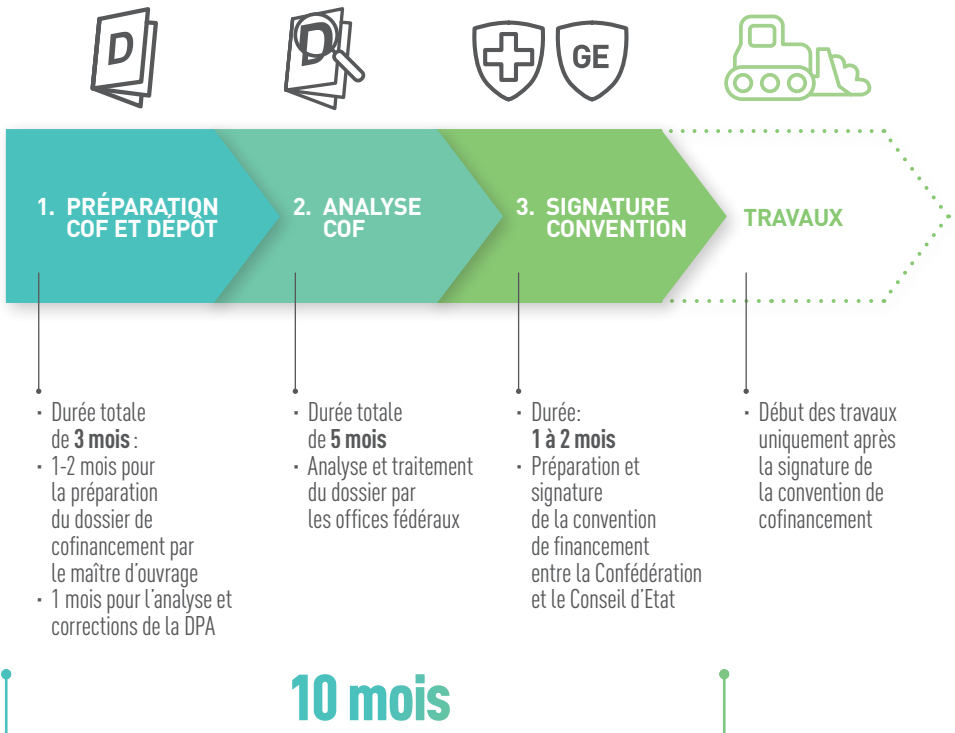 D
D
GE
1. PRÉPARATION
COF ET DÉPÔT
2. ANALYSE
COF
3. SIGNATURE
CONVENTION
TRAVAUX
· Durée totale
de 3 mois :
· 1-2 mois pour
la préparation
du dossier de
cofinancement par
le maître d’ouvrage
· 1 mois pour l’analyse et
corrections de la DPA
· Durée totale
de 5 mois
· Analyse et traitement
du dossier par
les offices fédéraux
· Durée:
1 à 2 mois
· Préparation et
signature
de la convention
de financement
entre la Confédération
et le Conseil d’Etat
· Début des travaux
uniquement après
la signature de
la convention de
cofinancement
10 mois